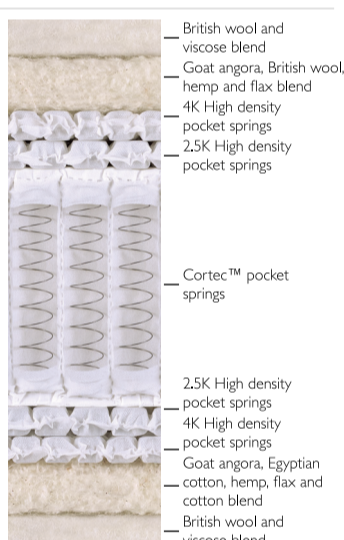 British wool and
viscose blend
Goat angora, British wool,
hemp and flax blend
4K High density
pocket springs
2.5K High density
pocket springs
Cortec™ pocket
springs
2.5K High density
pocket springs
4K High density
pocket springs
Goat angora, Egyptian
cotton, hemp, flax and
cotton blend
British wool and
viscose blend